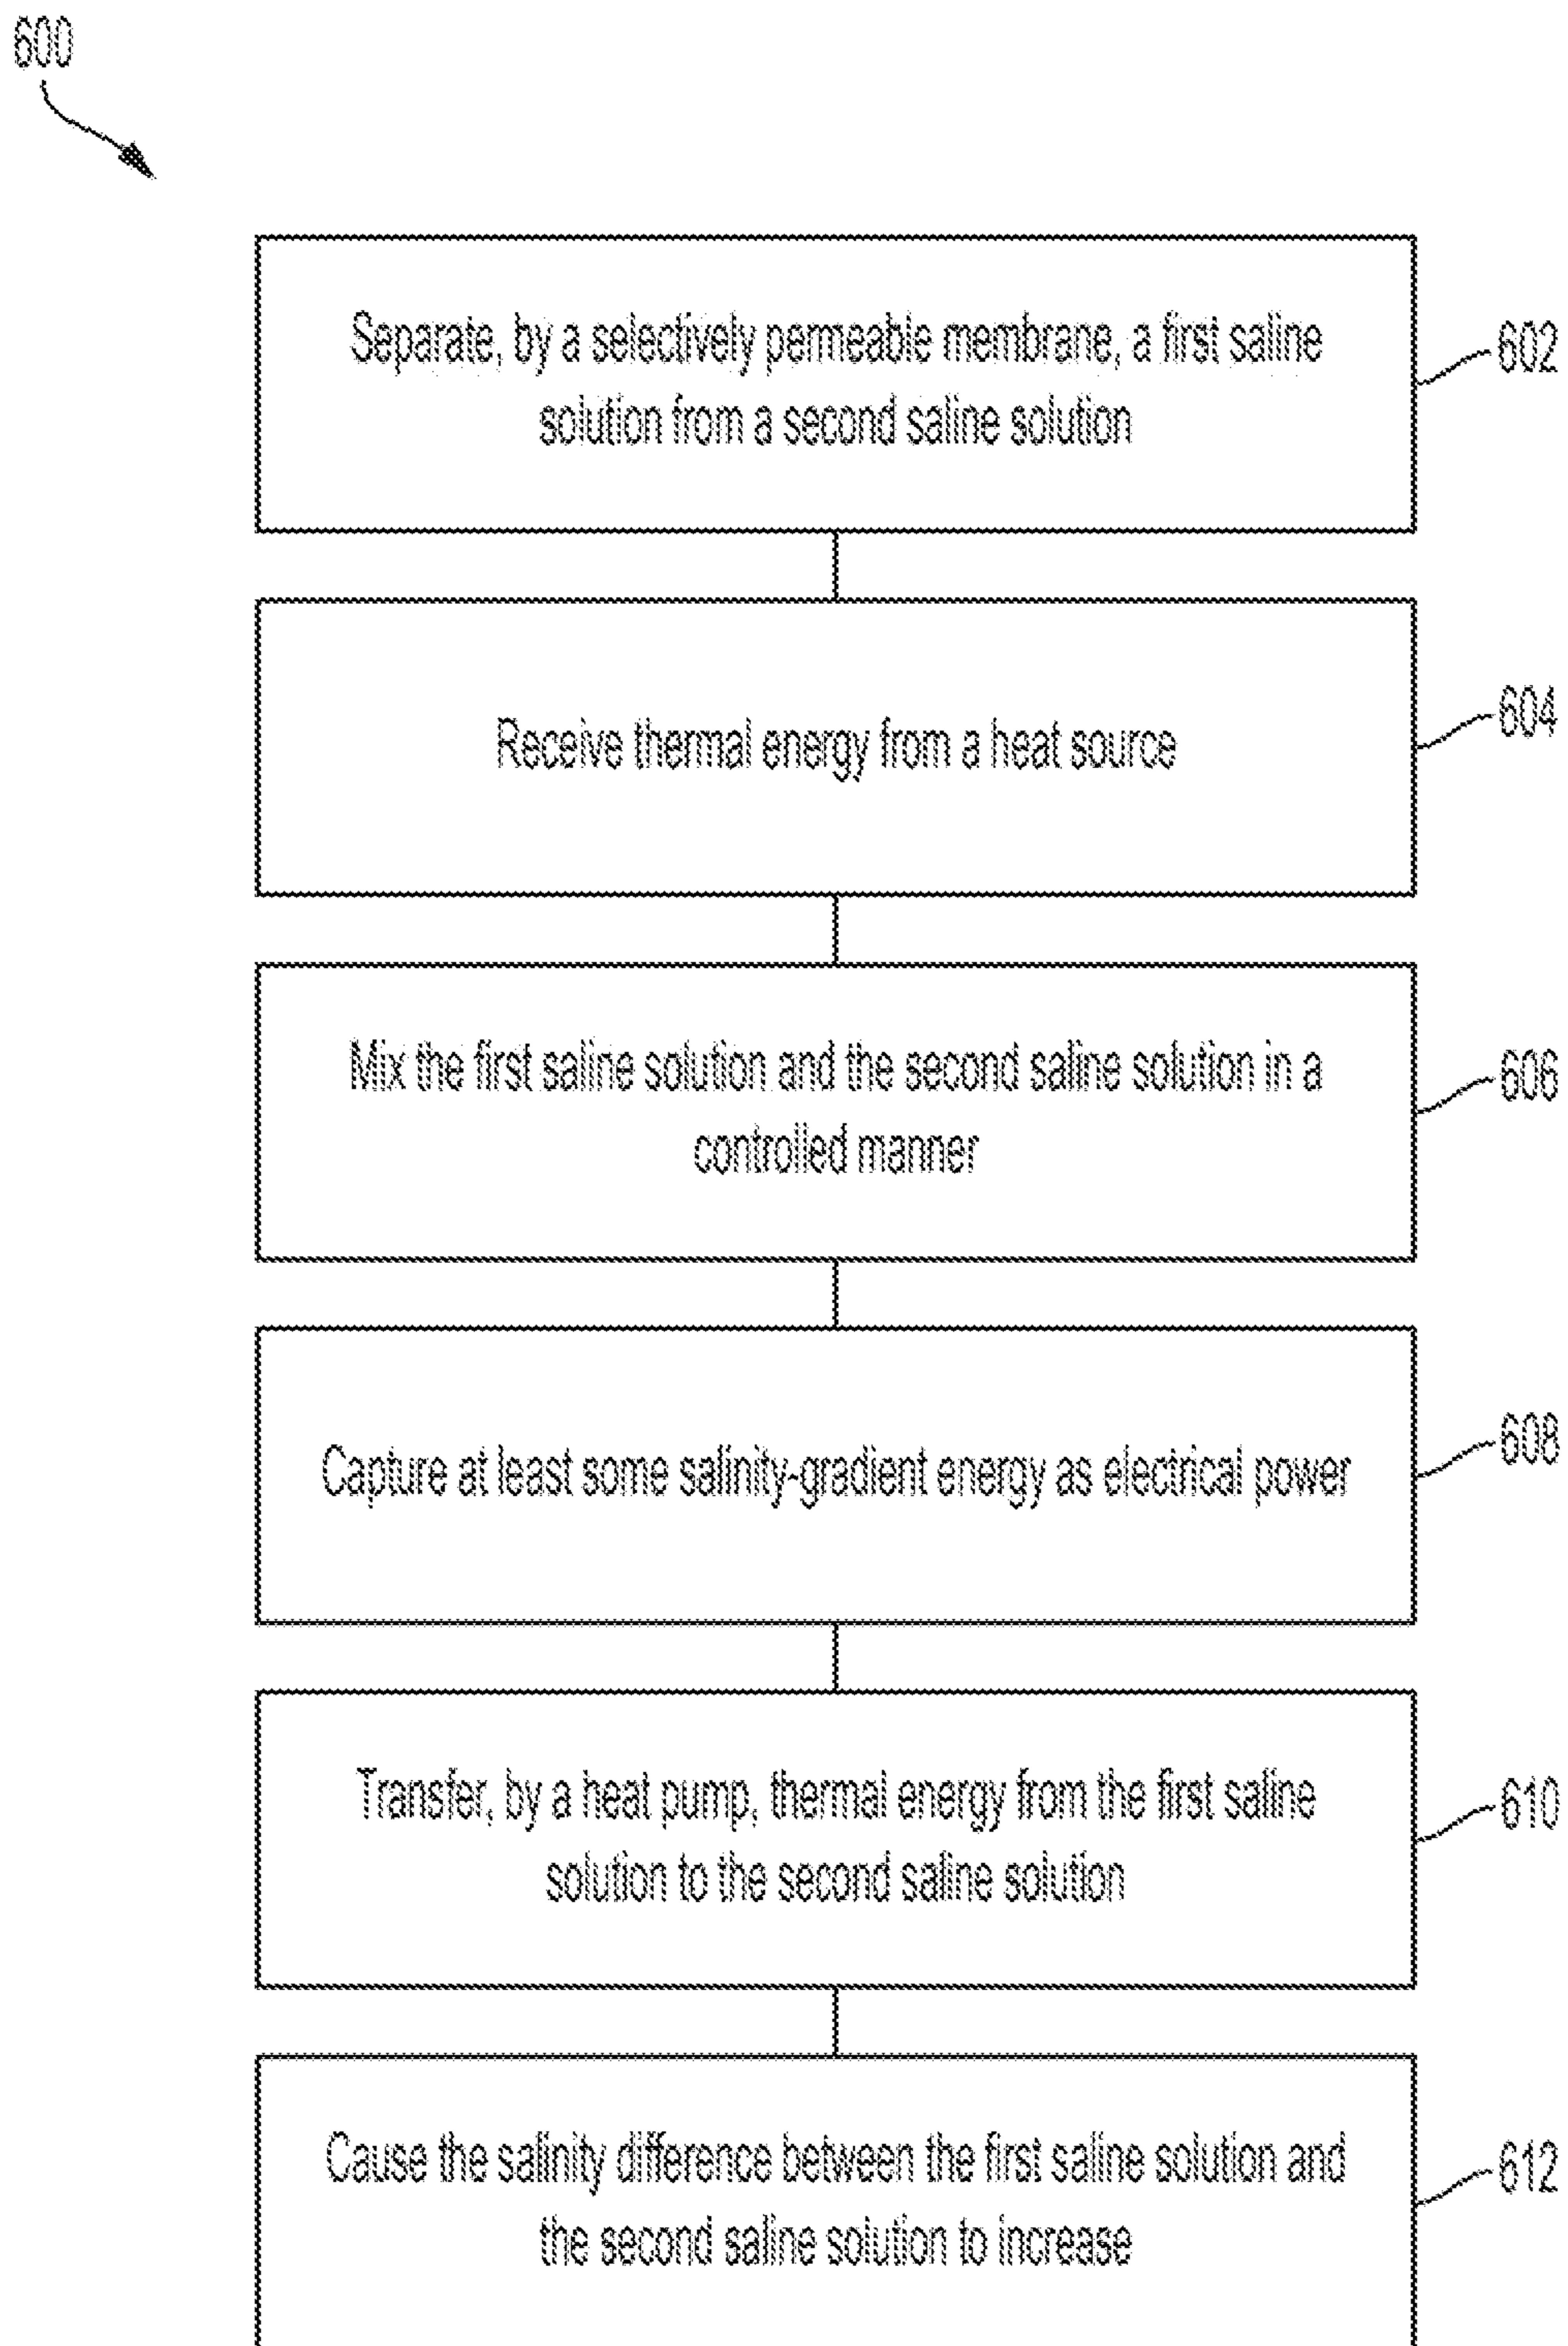 600
Separate, by a selectively permeable membrane, a first saline
solution from a second saline solution
602
Receive thermal energy from a heat source
604
Mix the first saline solution and the second saline solution in a
controlled manner
606
Capture at least some salinity-gradient energy as electrical power
608
Transfer, by a heat pump, thermal energy from the first saline
solution to the second saline solution
610
Cause the salinity difference between the first saline solution and
the second saline solution to increase
612